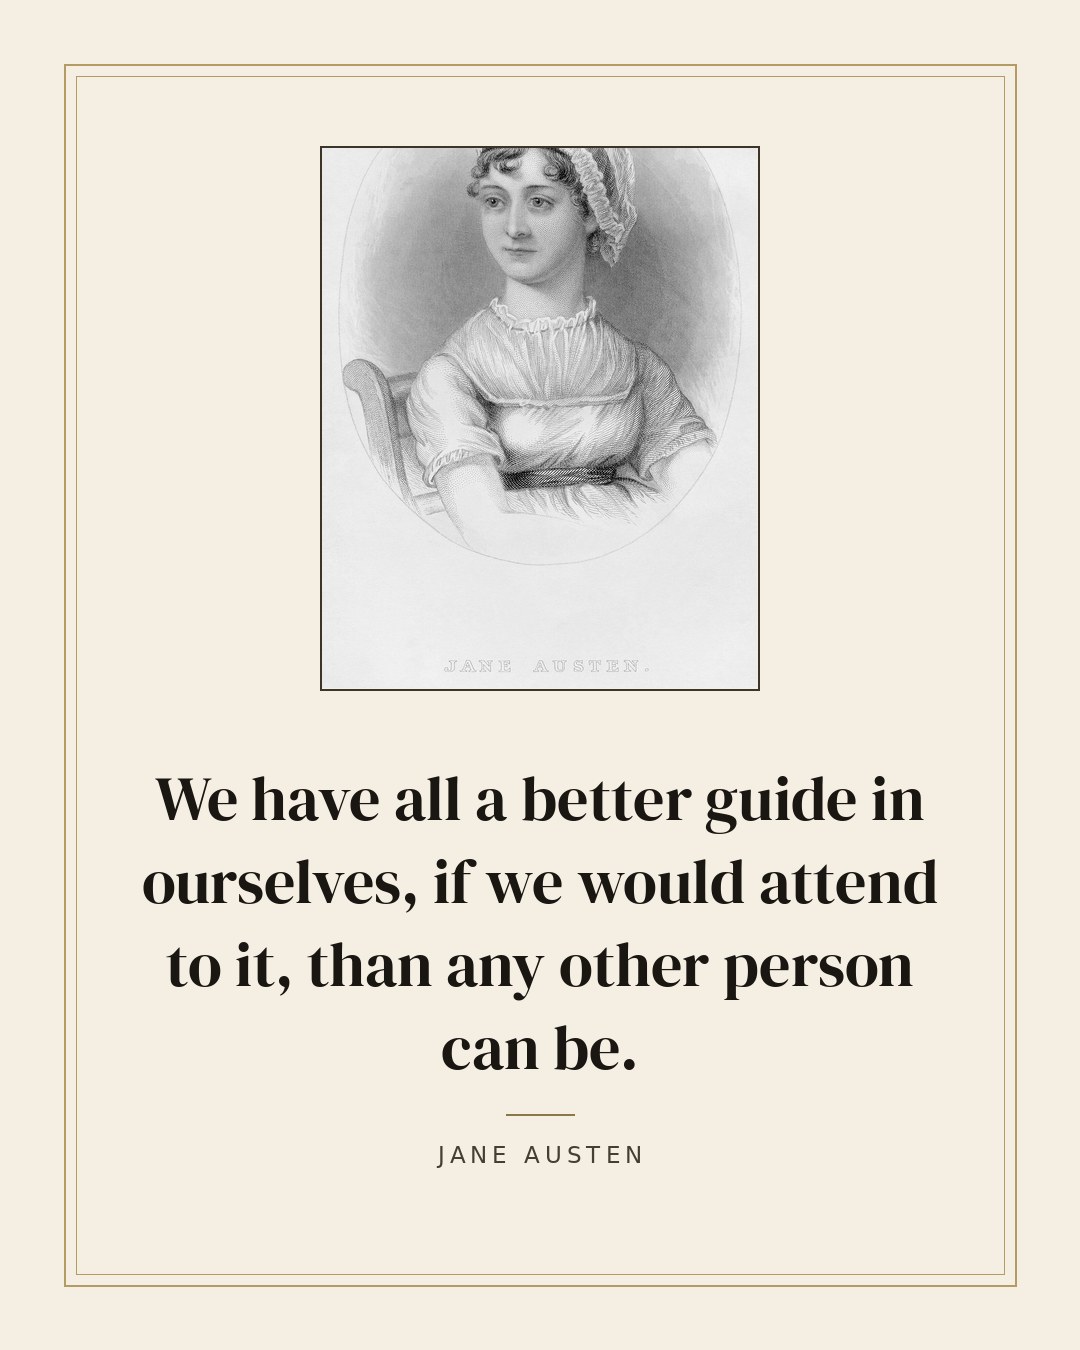 JANE AUSTEN.
We have all a better guide in
ourselves, if we would attend
to it, than any other person
can be.
JANE AUSTEN